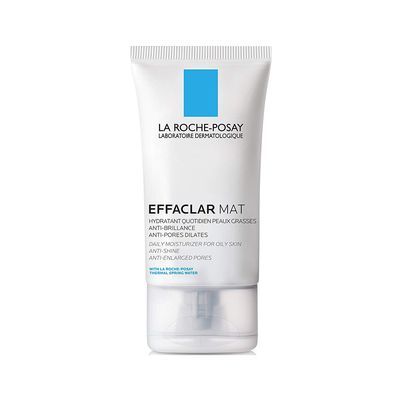 LA ROCHE-POSAY
LABORATOIRE DERMATOLOGIQUE
EFFACLAR MAT
HYDRATANT QUOTIDIEN PEAUX GRASSES
ANTI-BRILLANCE
ANTI-PORES DILATES
DAILY MOISTURIZER FOR OILY SKIN
ANTI-SHINE
ANTI-ENLARGED PORES
WITH LA ROCHE-POSAY
THERMAL SPRING WATER